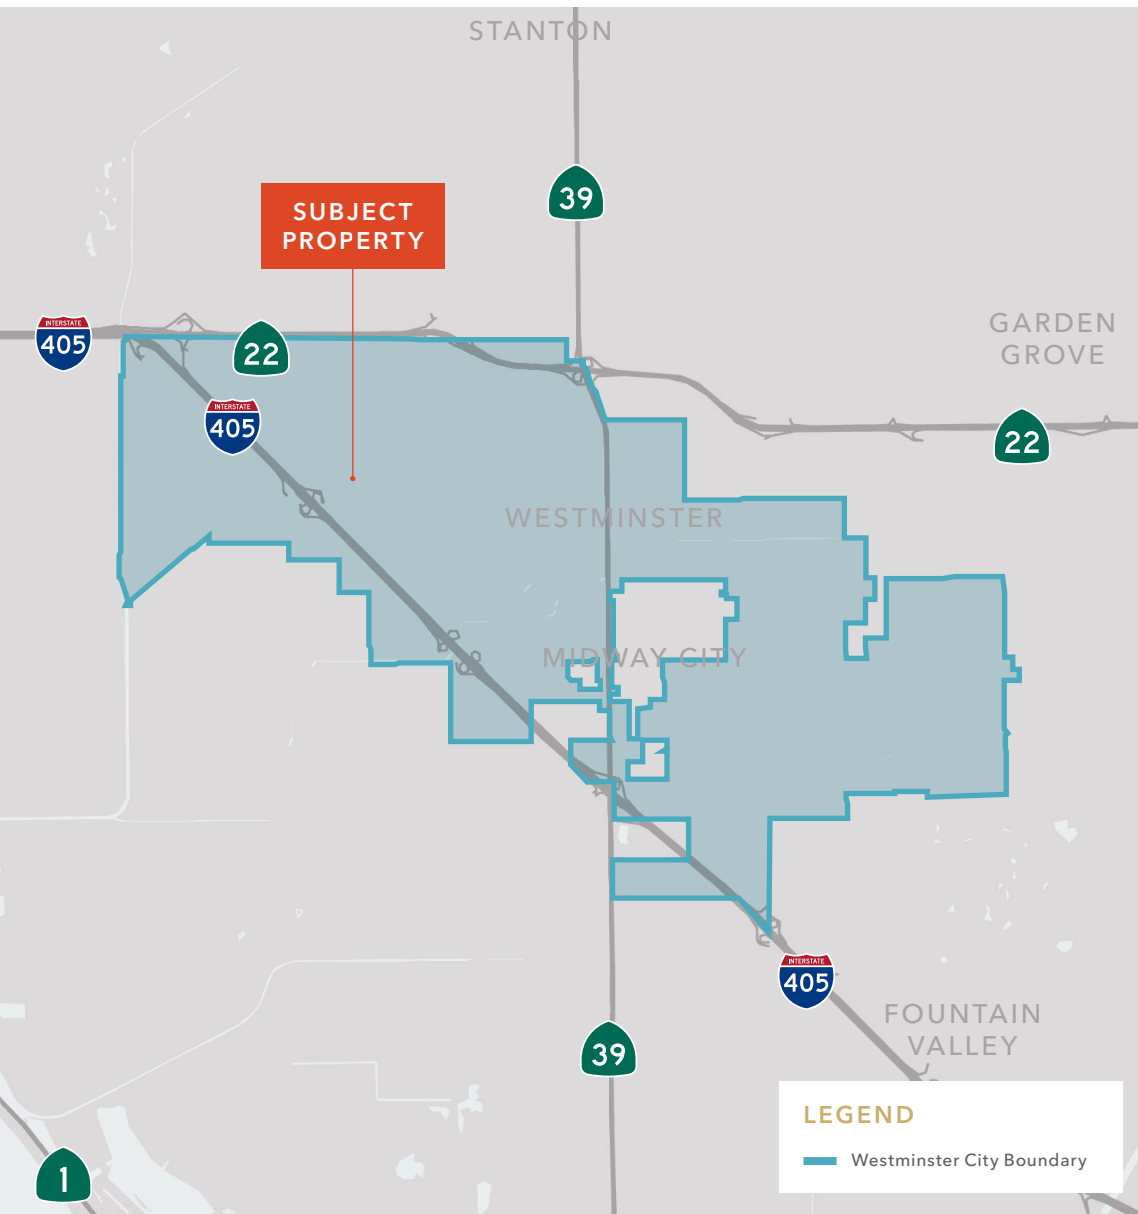 STANTON
39
SUBJECT
PROPERTY
GARDEN
GROVE
INTERSTATE
405
22
INTERSTATE
405
22
WESTMINSTER
MIDWAY CITY
INTERSTATE
405
FOUNTAIN
VALLEY
39
LEGEND
Westminster City Boundary
1